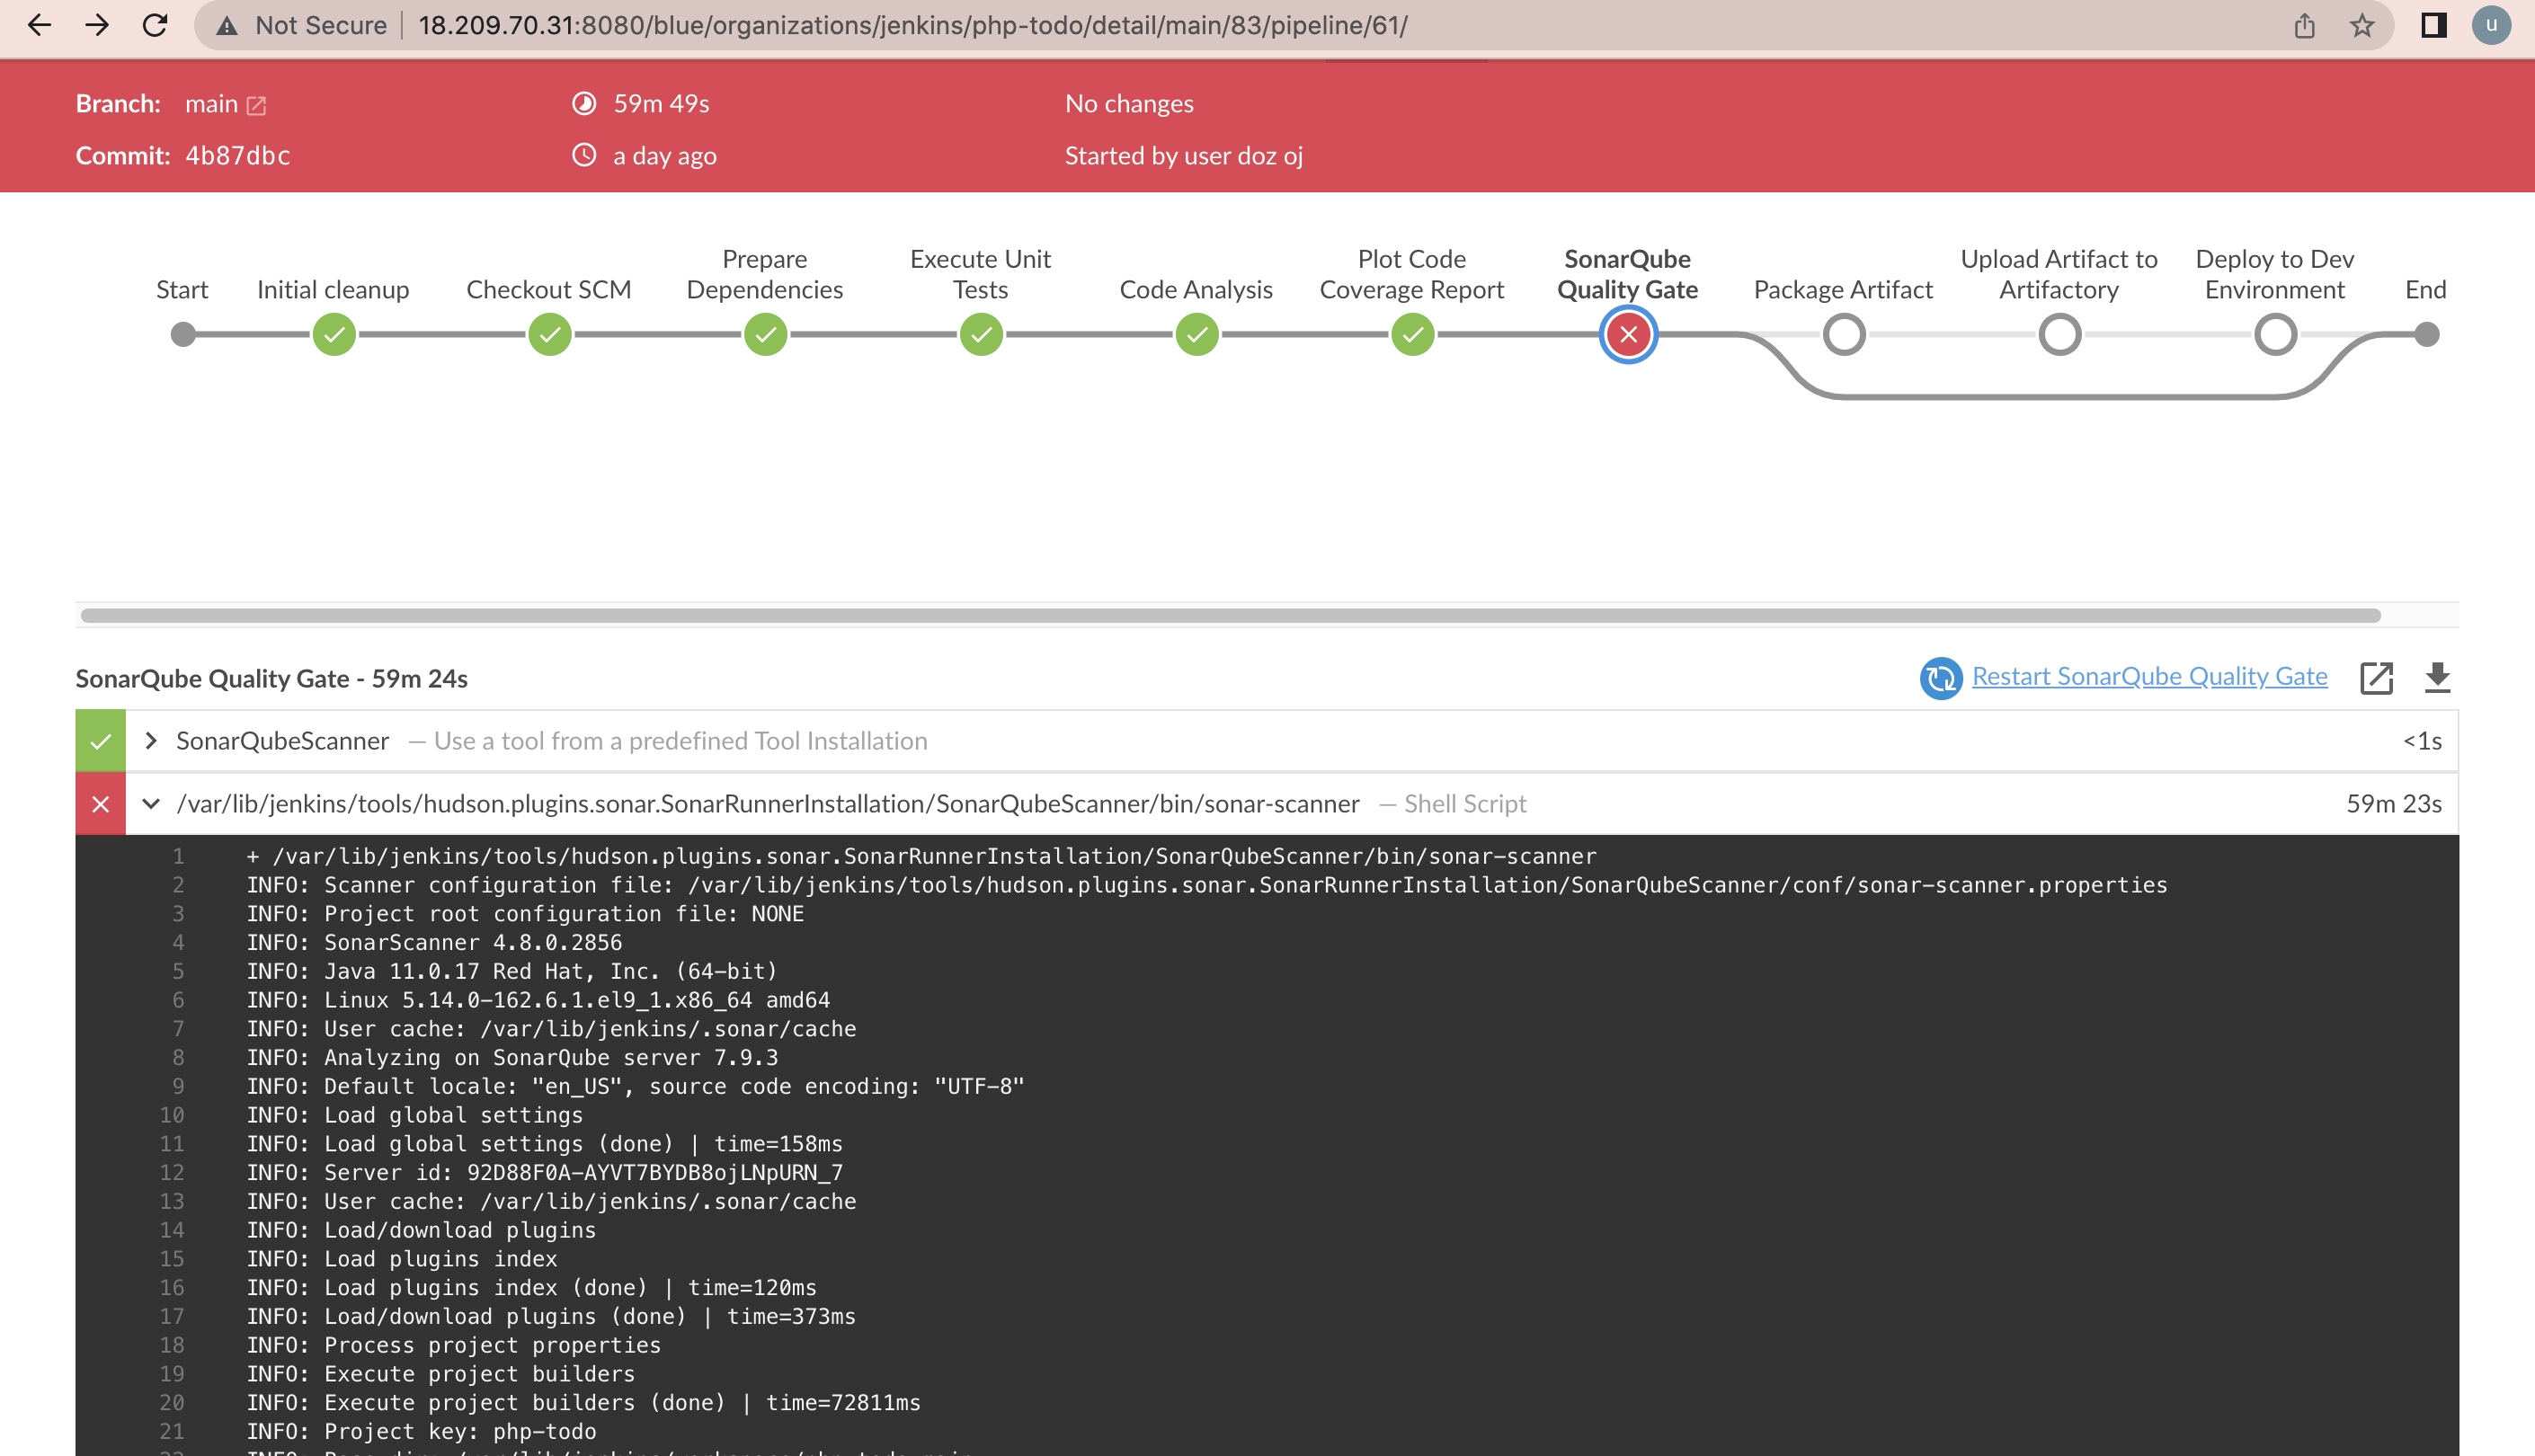 Not Secure | 18.209.70.31:8080/blue/organizations/jenkins/php-todo/detail/main/83/pipeline/61/
u
Branch: main
59m 49s
No changes
Commit: 4b87dbc
a day ago
Started by user doz oj
Start
Initial cleanup
Checkout SCM
Prepare
Dependencies
Execute Unit
Tests
Code Analysis
Plot Code
Coverage Report
SonarQube
Quality Gate
Package Artifact
Upload Artifact to
Artifactory
Deploy to Dev
Environment
End
SonarQube Quality Gate - 59m 24s
Restart SonarQube Quality Gate
SonarQubeScanner — Use a tool from a predefined Tool Installation <1s
/var/lib/jenkins/tools/hudson.plugins.sonar.SonarRunnerInstallation/SonarQubeScanner/bin/sonar-scanner — Shell Script 59m 23s
1 + /var/lib/jenkins/tools/hudson.plugins.sonar.SonarRunnerInstallation/SonarQubeScanner/bin/sonar-scanner
2 INFO: Scanner configuration file: /var/lib/jenkins/tools/hudson.plugins.sonar.SonarRunnerInstallation/SonarQubeScanner/conf/sonar-scanner.properties
3 INFO: Project root configuration file: NONE
4 INFO: SonarScanner 4.8.0.2856
5 INFO: Java 11.0.17 Red Hat, Inc. (64-bit)
6 INFO: Linux 5.14.0-162.6.1.el9_1.x86_64 amd64
7 INFO: User cache: /var/lib/jenkins/.sonar/cache
8 INFO: Analyzing on SonarQube server 7.9.3
9 INFO: Default locale: "en_US", source code encoding: "UTF-8"
10 INFO: Load global settings
11 INFO: Load global settings (done) | time=158ms
12 INFO: Server id: 92D88F0A-AYVT7BYDB8ojLNpURN_7
13 INFO: User cache: /var/lib/jenkins/.sonar/cache
14 INFO: Load/download plugins
15 INFO: Load plugins index
16 INFO: Load plugins index (done) | time=120ms
17 INFO: Load/download plugins (done) | time=373ms
18 INFO: Process project properties
19 INFO: Execute project builders
20 INFO: Execute project builders (done) | time=72811ms
21 INFO: Project key: php-todo